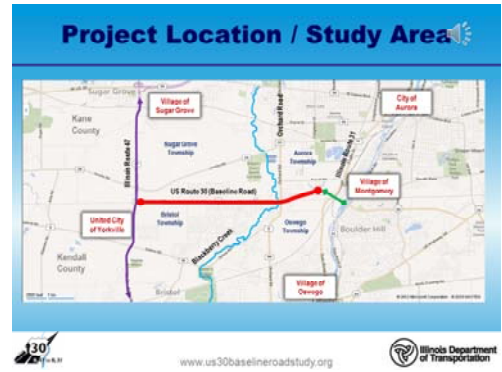 Project Location / Study Area
Sugar Grove
Village of
Sugar Grove
City of
Aurora
Kane
County
Illinois Route 47
Orchard Road
Illinois Route 31
Sugar Grove
Township
Aurora
Township
US Route 30 (Baseline Road)
Village of
Montgomery
United City
of Yorkville
Bristol
Township
Oswego
Township
Boulder Hill
Blackberry Creek
Kendall
County
Bristol
Village of
Oswego
30
www.us30baselineroadstudy.org
Illinois Department
of Transportation